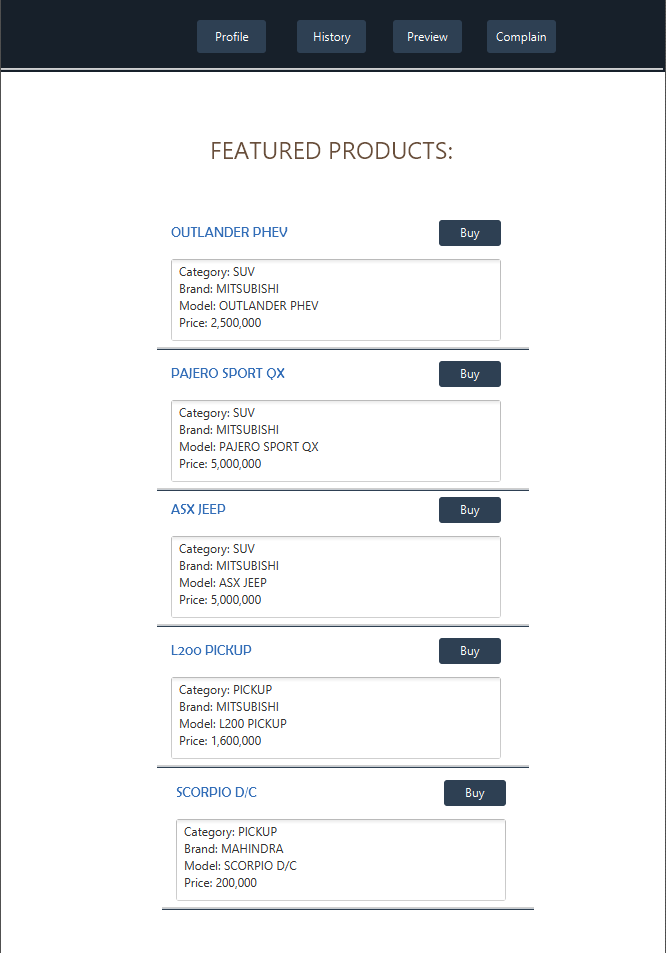 Profile History Preview Complain
FEATURED PRODUCTS:
OUTLANDER PHEV Buy
Category: SUV
Brand: MITSUBISHI
Model: OUTLANDER PHEV
Price: 2,500,000
PAJERO SPORT QX Buy
Category: SUV
Brand: MITSUBISHI
Model: PAJERO SPORT QX
Price: 5,000,000
ASX JEEP Buy
Category: SUV
Brand: MITSUBISHI
Model: ASX JEEP
Price: 5,000,000
L200 PICKUP Buy
Category: PICKUP
Brand: MITSUBISHI
Model: L200 PICKUP
Price: 1,600,000
SCORPIO D/C Buy
Category: PICKUP
Brand: MAHINDRA
Model: SCORPIO D/C
Price: 200,000